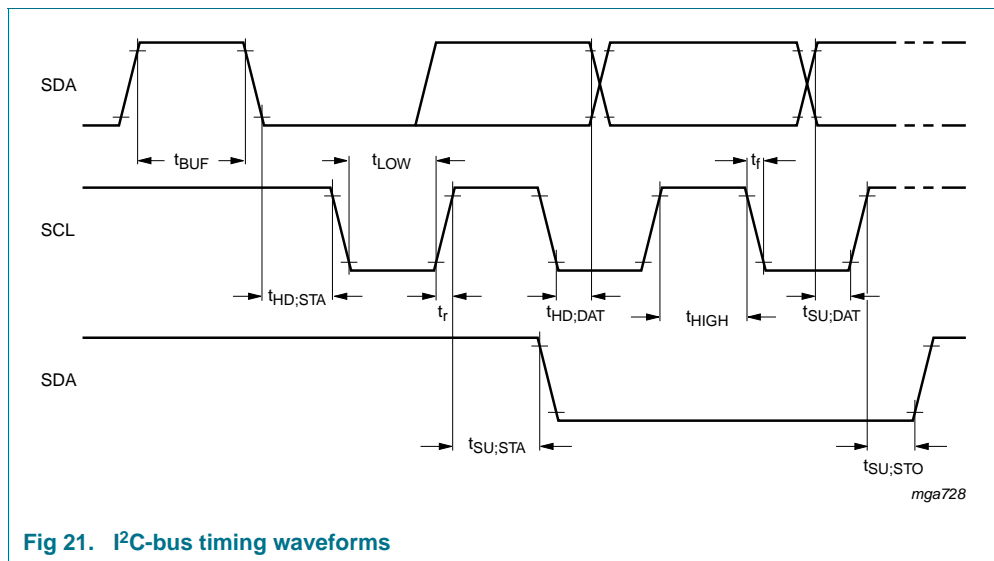 SDA
tBUF
tLOW
tf
SCL
tHD;STA
tr
tHD;DAT
tHIGH
tSU;DAT
SDA
tSU;STA
tSU;STO
mga728
Fig 21. I²C-bus timing waveforms